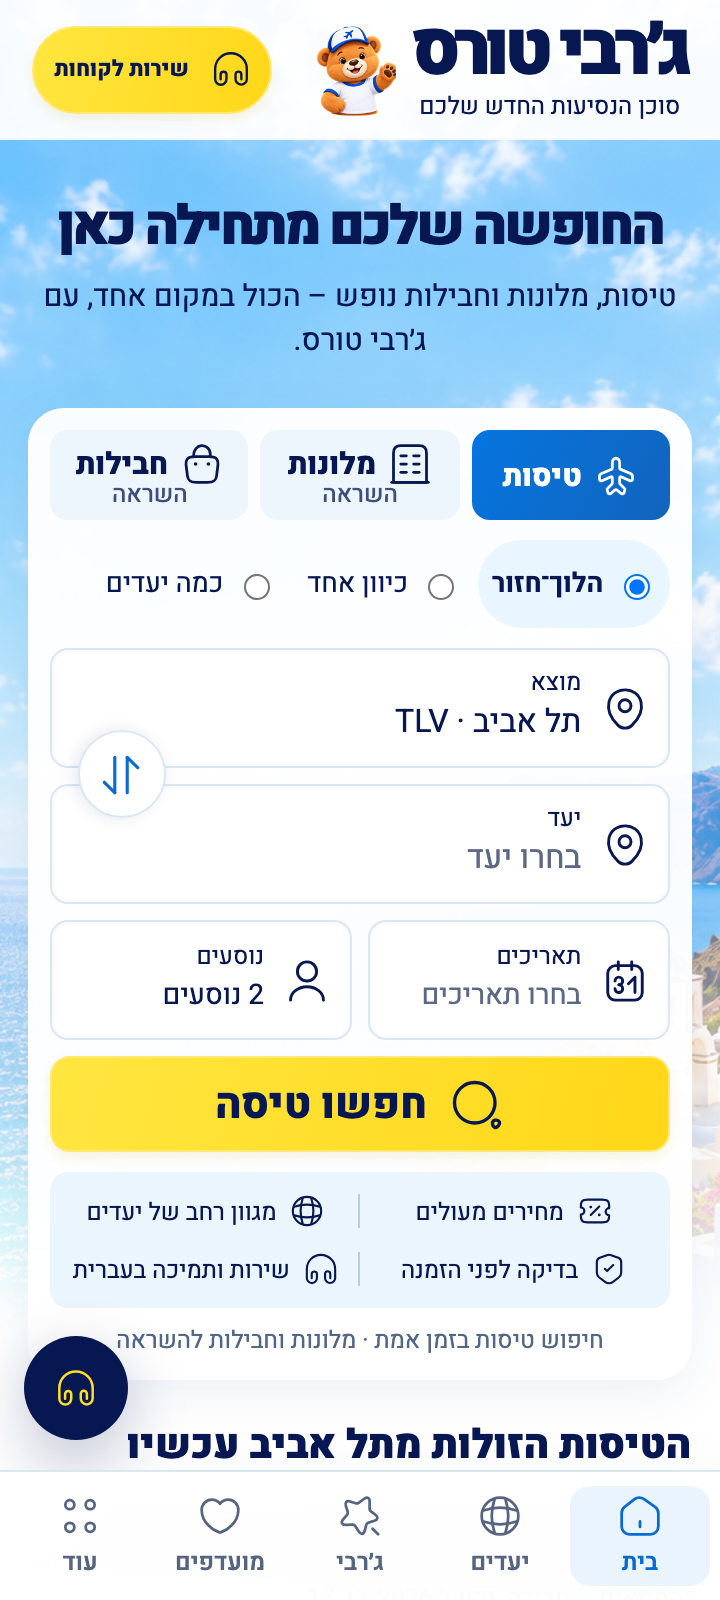 ג׳רבי טורס
סוכן הנסיעות החדש שלכם
שירות לקוחות
החופשה שלכם מתחילה כאן
טיסות, מלונות וחבילות נופש – הכול במקום אחד, עם
ג׳רבי טורס.
טיסות
מלונות
השראה
חבילות
השראה
הלוך־חזור
כיוון אחד
כמה יעדים
מוצא
תל אביב · TLV
יעד
בחרו יעד
תאריכים
בחרו תאריכים
31
נוסעים
2 נוסעים
חפשו טיסה
מחירים מעולים
מגוון רחב של יעדים
בדיקה לפני הזמנה
שירות ותמיכה בעברית
חיפוש טיסות בזמן אמת · מלונות וחבילות להשראה
הטיסות הזולות מתל אביב עכשיו
בית
יעדים
ג׳רבי
מועדפים
עוד